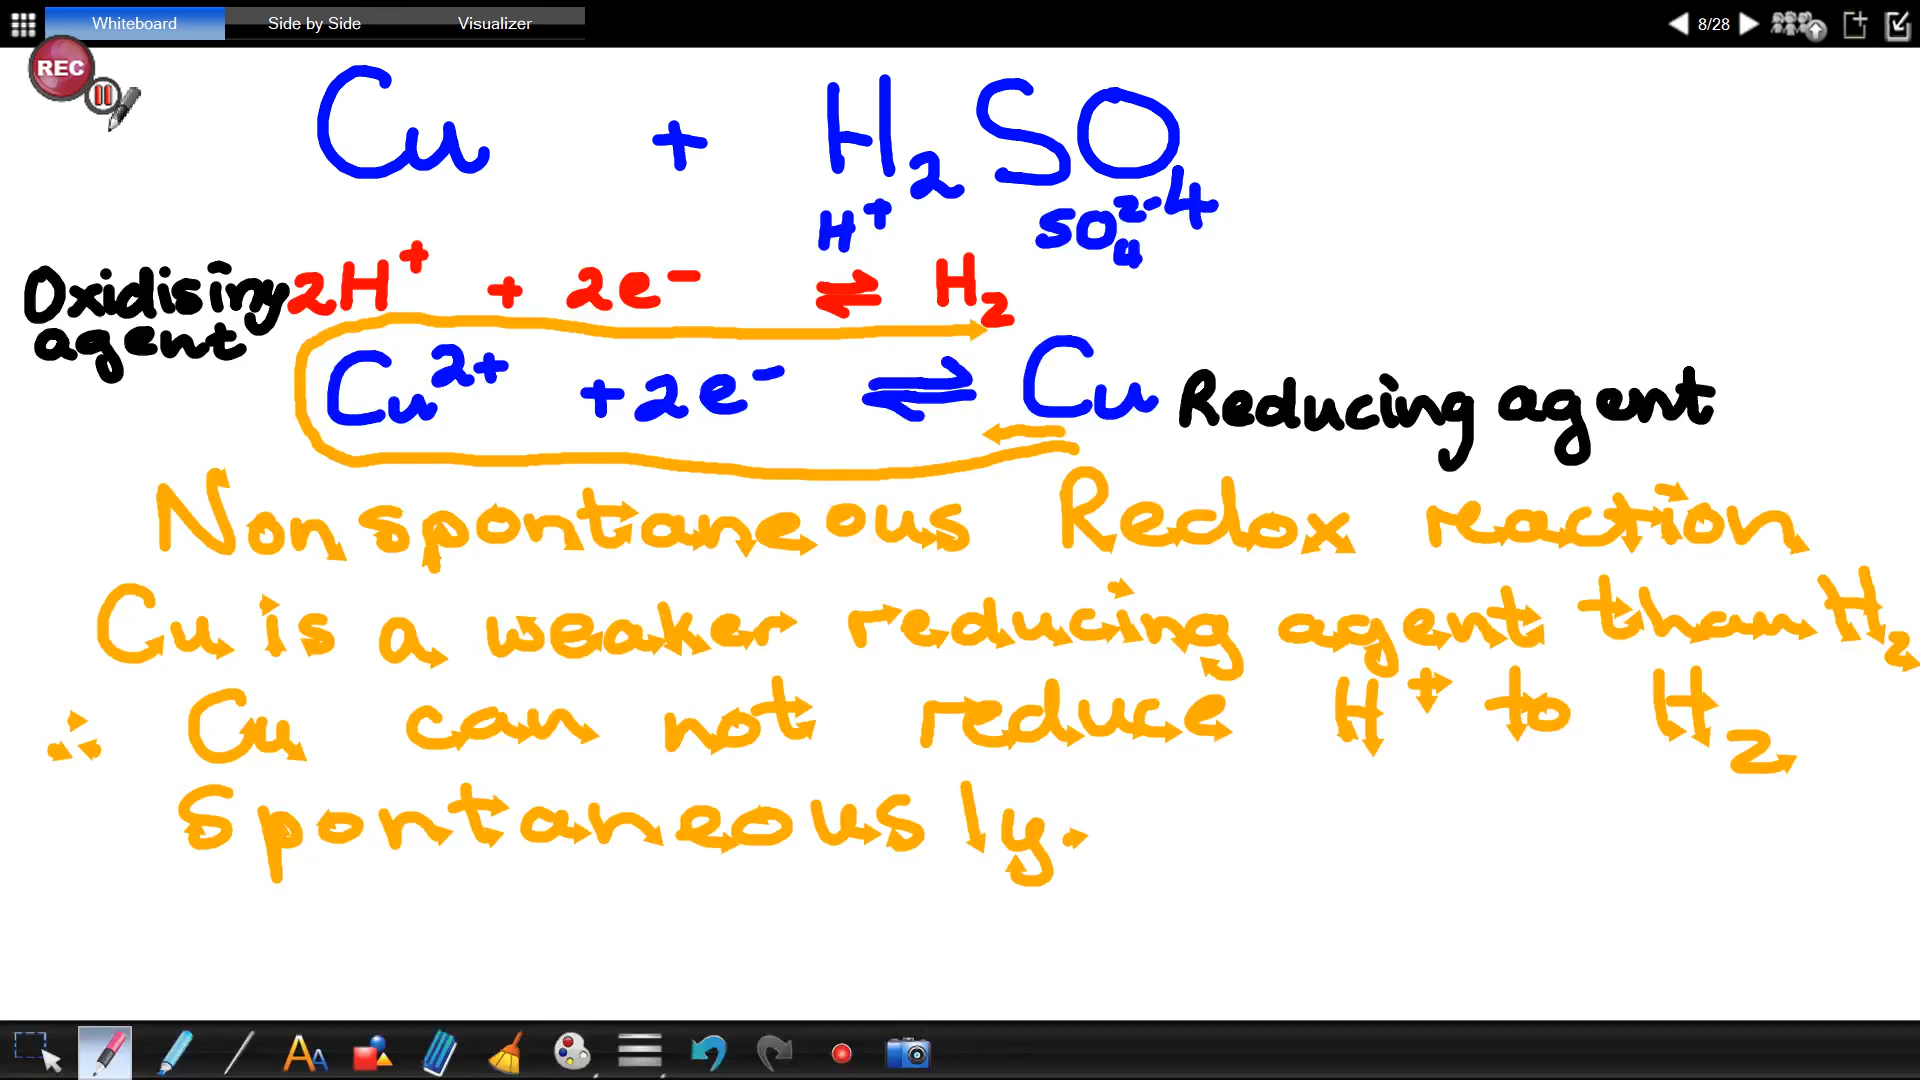 Whiteboard Side by Side Visualizer 8/28
REC
Cu + H₂SO₄
H⁺ SO₄²⁻
Oxidising agent 2H⁺ + 2e⁻ ⇌ H₂
Cu²⁺ + 2e⁻ ⇌ Cu Reducing agent
Non spontaneous Redox reaction
Cu is a weaker reducing agent than H₂
∴ Cu can not reduce H⁺ to H₂
Spontaneously.